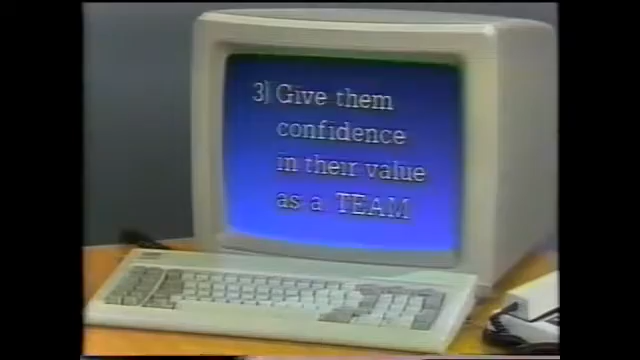 3) Give them
confidence
in their value
as a TEAM